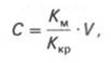 C = Kм / Kкр · V,